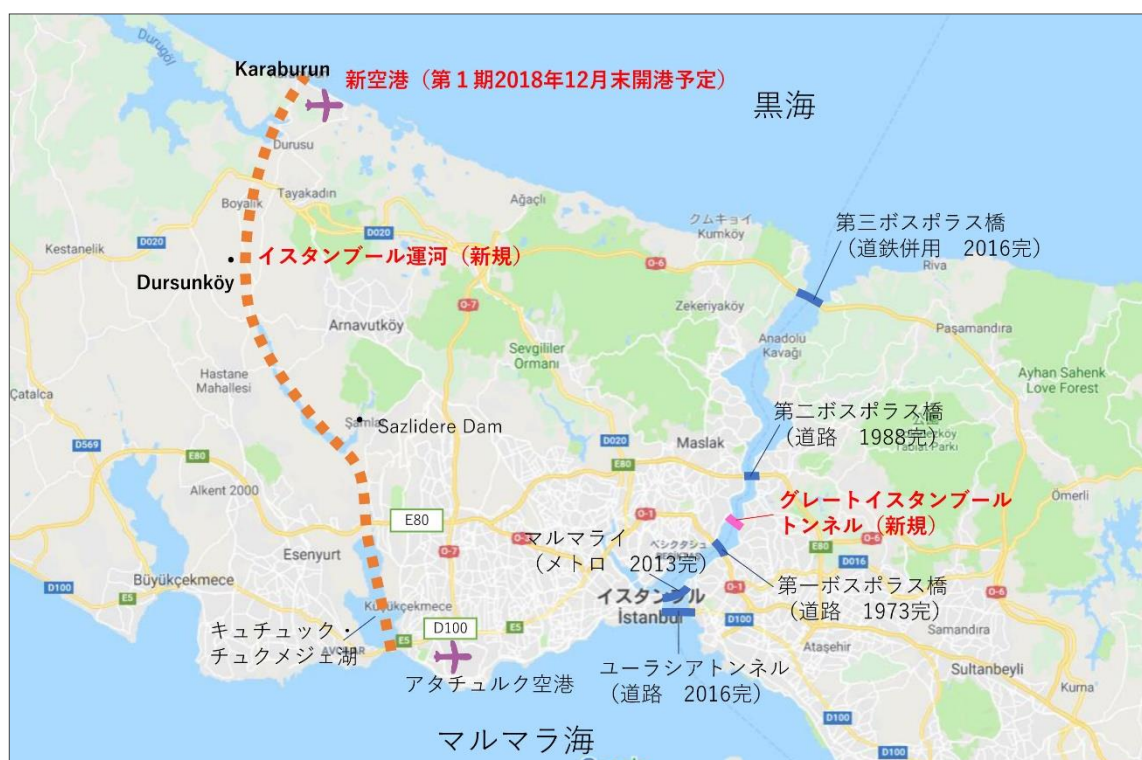 Durugöl
Karaburun
新空港（第１期2018年12月末開港予定）
黒海
Durusu
Tayakadın
Boyalık
Ağaçlı
クムキョイ
Kumköy
第三ボスポラス橋
（道鉄併用　2016完）
Kestanelik
D020
D020
イスタンブール運河（新規）
O-6
Riva
Dursunköy
O-7
Zekeriyaköy
Arnavutköy
Anadolu
Kavağı
Paşamandıra
Sevgililer
Ormanı
Hastane
Mahallesi
Ayhan Sahenk
Love Forest
Çatalca
Sazlidere Dam
第二ボスポラス橋
（道路　1988完）
Maslak
D569
E80
D020
E80
Alkent 2000
E80
O-1
グレートイスタンブール
トンネル（新規）
Ömerli
O-6
E80
D016
マルマライ
（メトロ　2013完）
ベシクタシュ
Esenyurt
O-7
第一ボスポラス橋
（道路　1973完）
O-1
O-6
D100
E5
Büyükçekmece
Küçükçekmece
イスタンブル
İstanbul
D100
Samandıra
キュチュック・
チュクメジェ湖
D100
E5
E5
Ataşehir
アタチュルク空港
ユーラシアトンネル
（道路　2016完）
Sultanbeyli
Kurna
マルマラ海
D100
D100